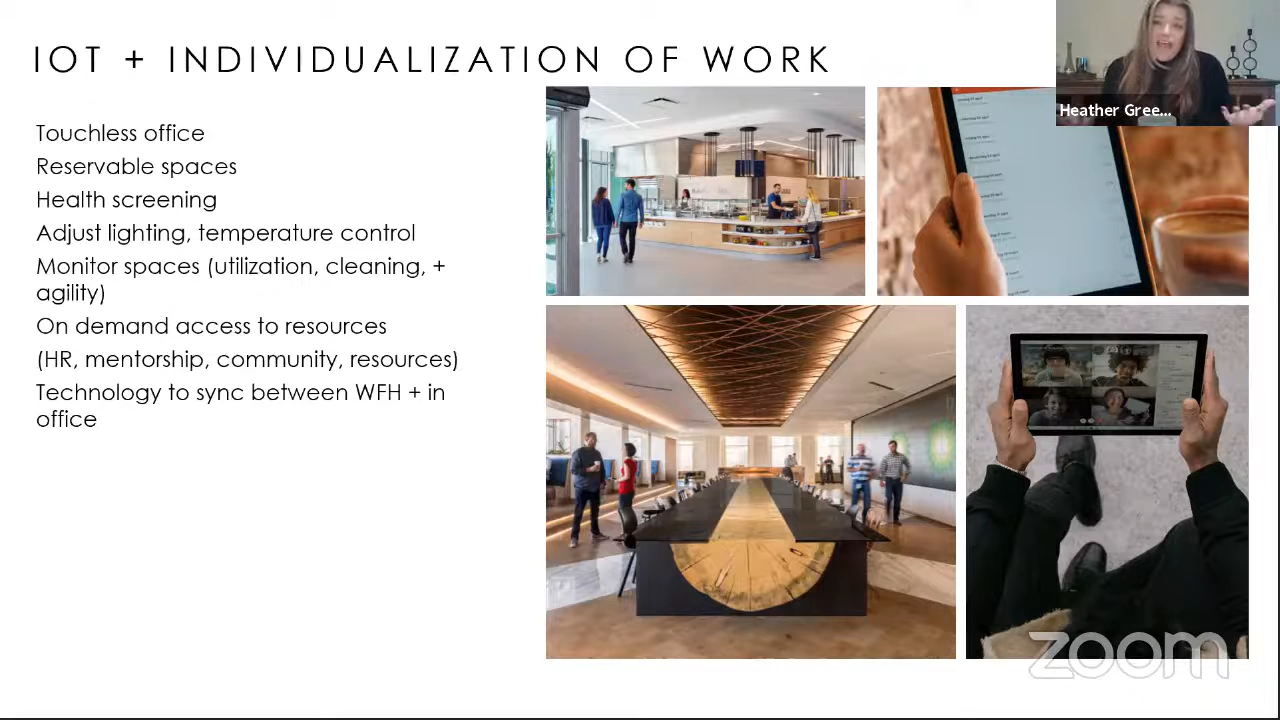 IOT + INDIVIDUALIZATION OF WORK
Heather Gree...
Touchless office
Reservable spaces
Health screening
Adjust lighting, temperature control
Monitor spaces (utilization, cleaning, +
agility)
On demand access to resources
(HR, mentorship, community, resources)
Technology to sync between WFH + in
office
zoom